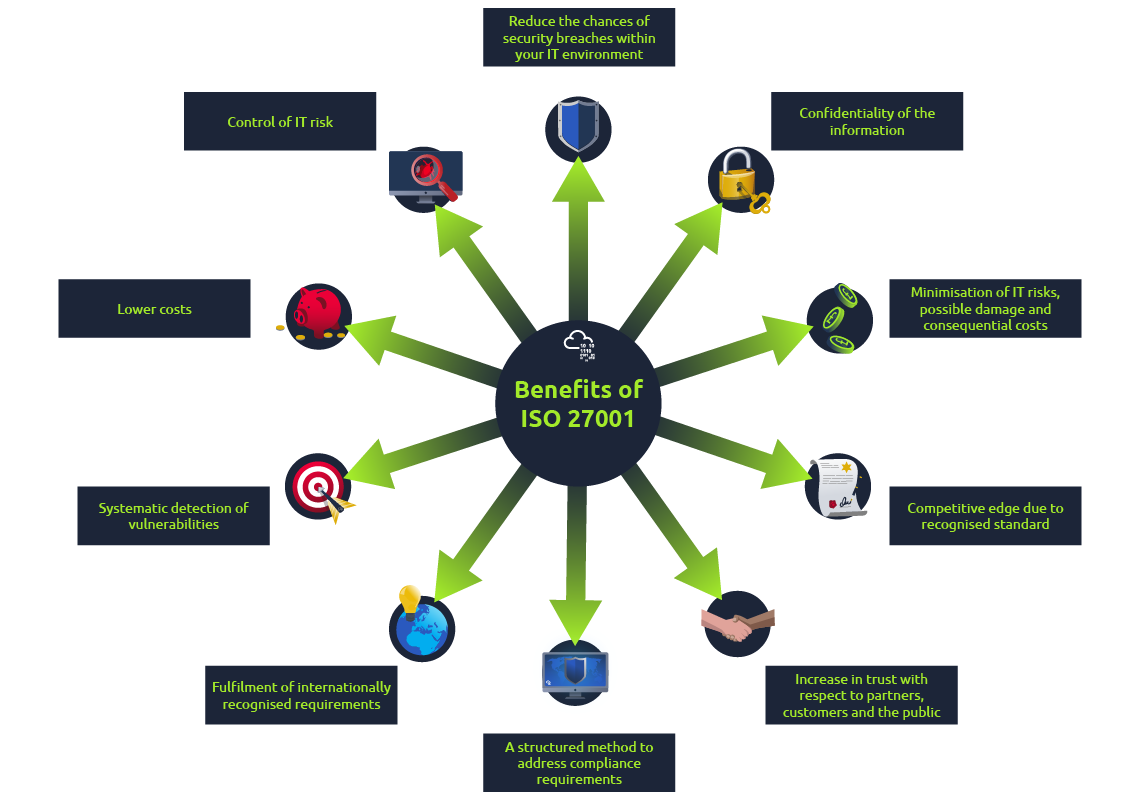 Reduce the chances of
security breaches within
your IT environment
Control of IT risk
Confidentiality of the
information
Lower costs
Minimisation of IT risks,
possible damage and
consequential costs
Benefits of
ISO 27001
Systematic detection of
vulnerabilities
Competitive edge due to
recognised standard
Fulfilment of internationally
recognised requirements
Increase in trust with
respect to partners,
customers and the public
A structured method to
address compliance
requirements